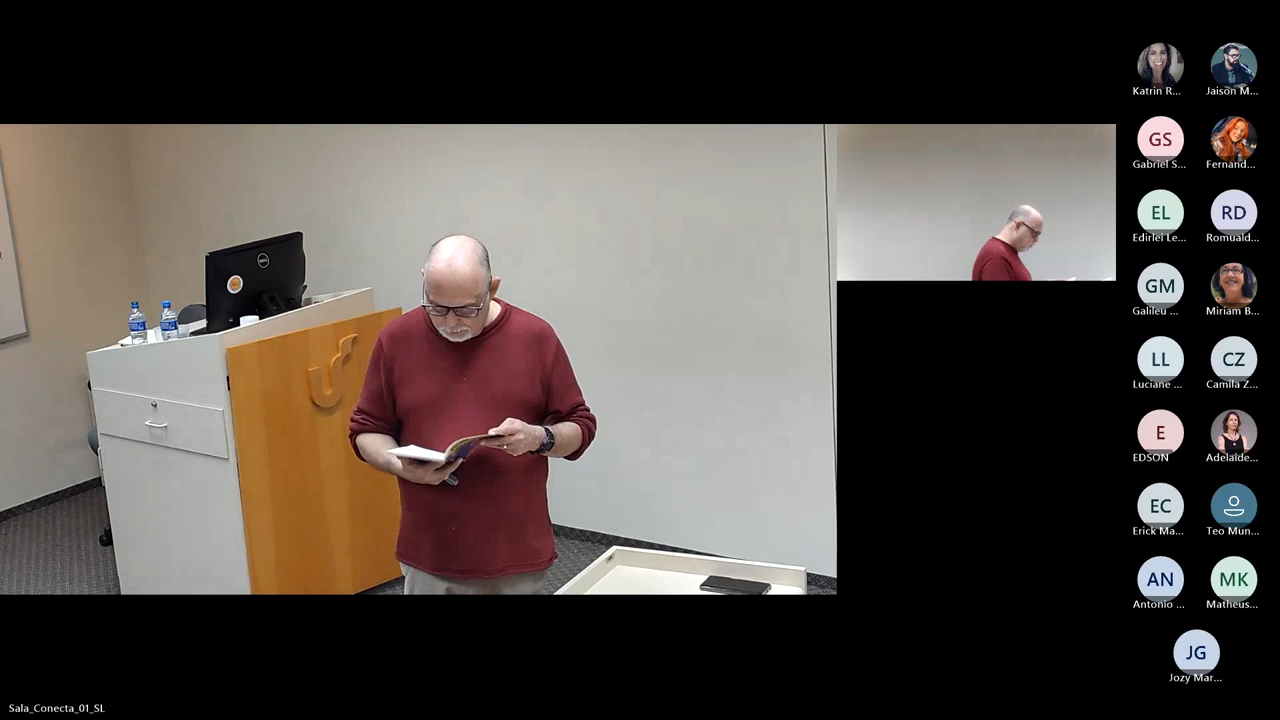 Katrin R...
Jaison M...
GS
Gabriel S...
Fernand...
EL
Edirlei Le...
RD
Romuald...
GM
Galileu ...
Miriam B...
LL
Luciane ...
CZ
Camila Z...
E
EDSON
Adelaide...
EC
Erick Ma...
Teo Mun...
AN
Antonio ...
MK
Matheus...
JG
Jozy Mar...
DELL
Sala_Conecta_01_SL